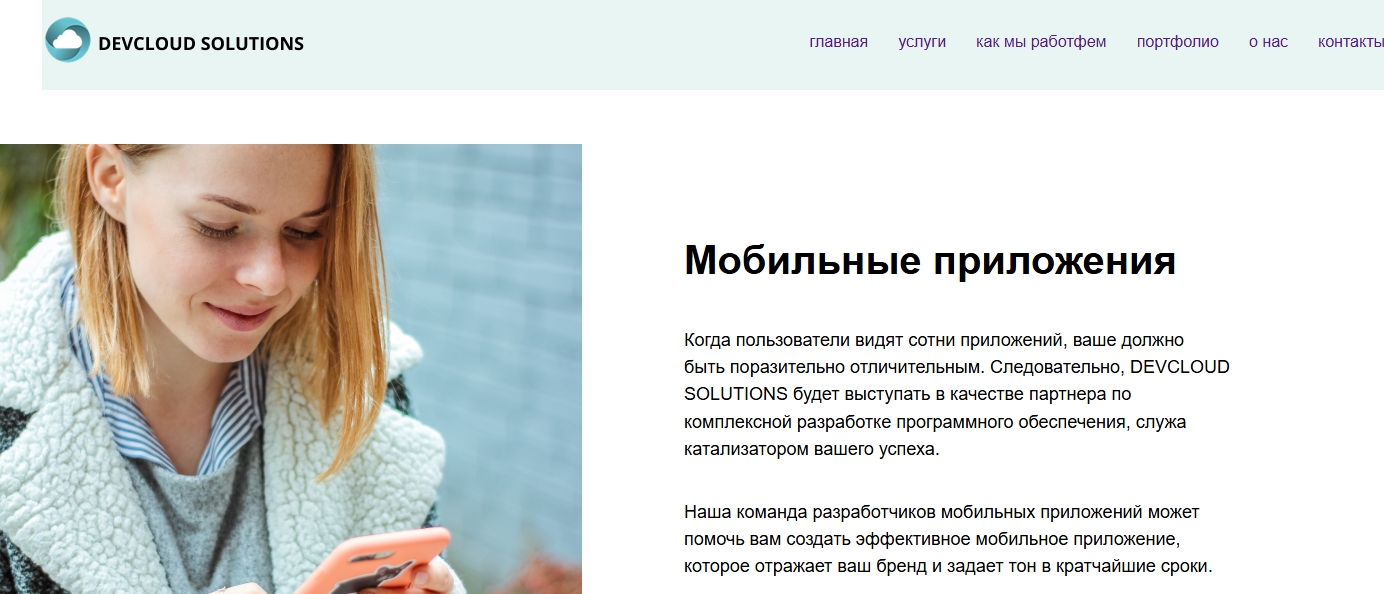 DEVCLOUD SOLUTIONS
главная услуги как мы работфем портфолио о нас контакты
Мобильные приложения
Когда пользователи видят сотни приложений, ваше должно
быть поразительно отличительным. Следовательно, DEVCLOUD
SOLUTIONS будет выступать в качестве партнера по
комплексной разработке программного обеспечения, служа
катализатором вашего успеха.
Наша команда разработчиков мобильных приложений может
помочь вам создать эффективное мобильное приложение,
которое отражает ваш бренд и задает тон в кратчайшие сроки.